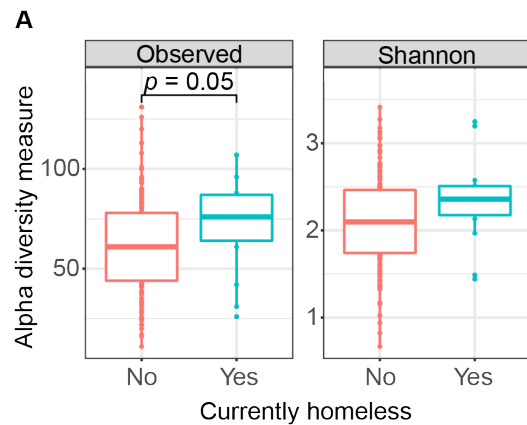 A
Observed
Shannon
p = 0.05
Alpha diversity measure
100
50
3
2
1
No
Yes
No
Yes
Currently homeless